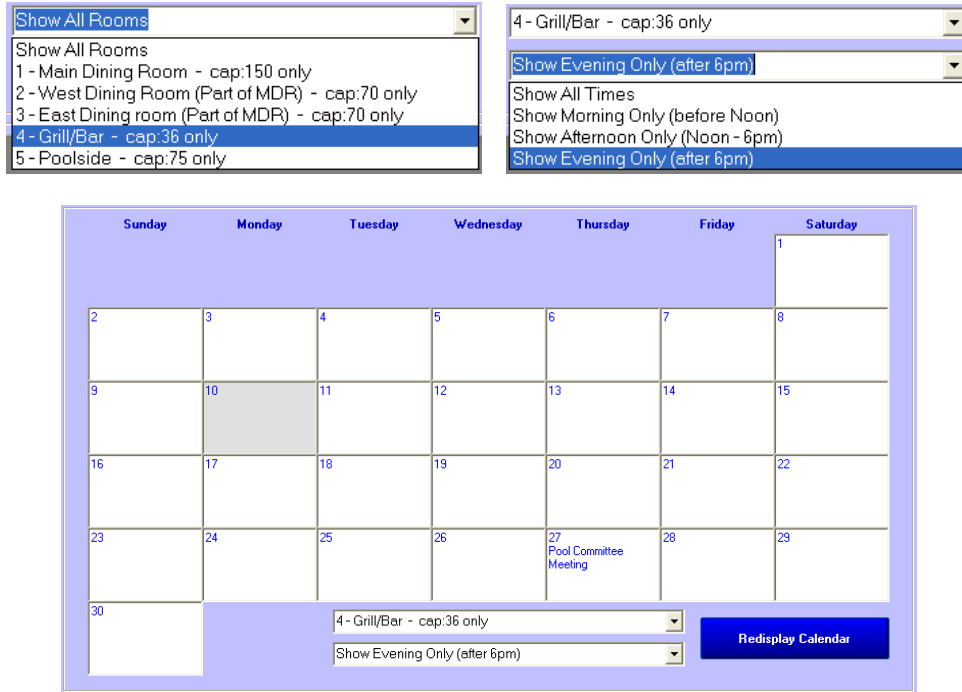 Show All Rooms
Show All Rooms
1 - Main Dining Room - cap:150 only
2 - West Dining Room (Part of MDR) - cap:70 only
3 - East Dining room (Part of MDR) - cap:70 only
4 - Grill/Bar - cap:36 only
5 - Poolside - cap:75 only
4 - Grill/Bar - cap:36 only
Show Evening Only (after 6pm)
Show All Times
Show Morning Only (before Noon)
Show Afternoon Only (Noon - 6pm)
Show Evening Only (after 6pm)
Sunday Monday Tuesday Wednesday Thursday Friday Saturday
1
2 3 4 5 6 7 8
9 10 11 12 13 14 15
16 17 18 19 20 21 22
23 24 25 26 27 28 29
Pool Committee
Meeting
30
4 - Grill/Bar - cap:36 only
Show Evening Only (after 6pm)
Redisplay Calendar